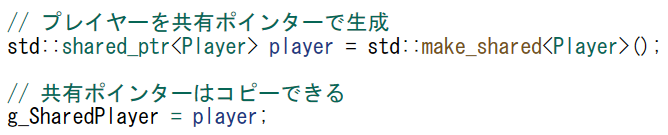 // プレイヤーを共有ポインターで生成
std::shared_ptr<Player> player = std::make_shared<Player>();
// 共有ポインターはコピーできる
g_SharedPlayer = player;